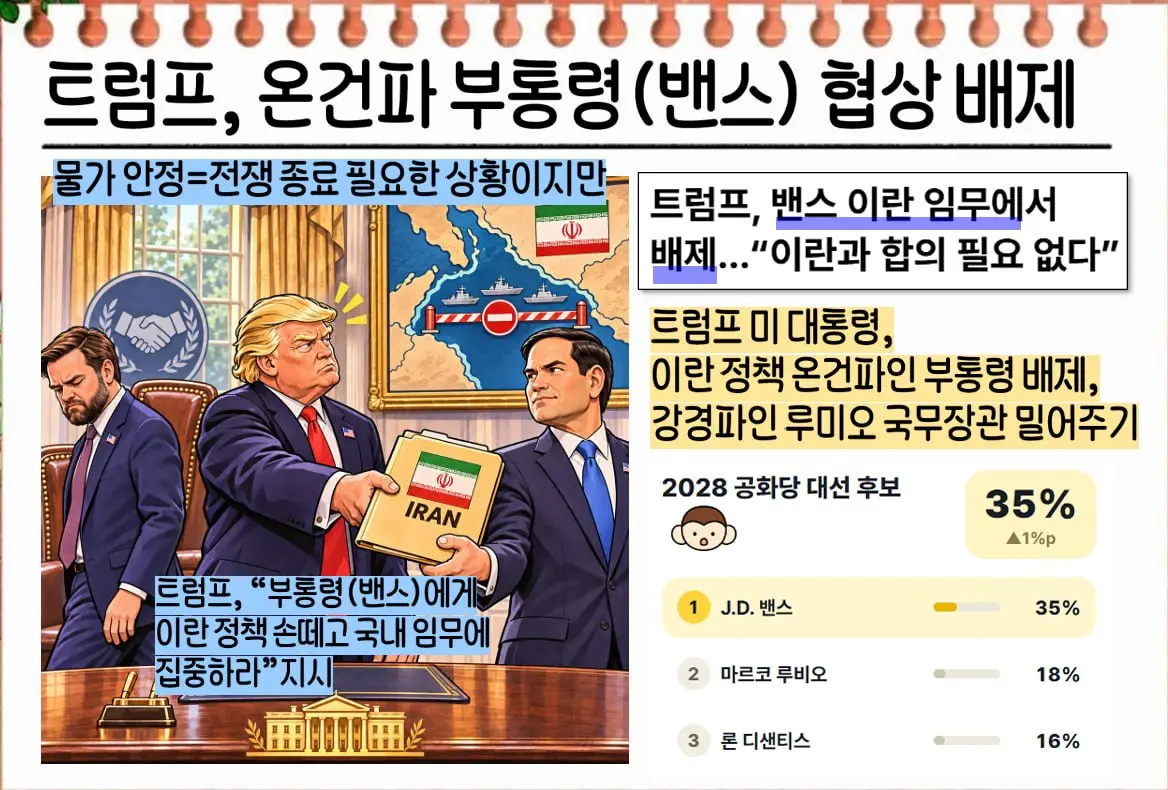 트럼프, 온건파 부통령(밴스) 협상 배제
물가 안정=전쟁 종료 필요한 상황이지만
IRAN
트럼프, “부통령(밴스)에게
이란 정책 손떼고 국내 임무에
집중하라”지시
트럼프, 밴스 이란 임무에서
배제…“이란과 합의 필요 없다”
트럼프 미 대통령,
이란 정책 온건파인 부통령 배제,
강경파인 루미오 국무장관 밀어주기
2028 공화당 대선 후보
35%
▲1%p
1 J.D. 밴스 35%
2 마르코 루비오 18%
3 론 디샌티스 16%